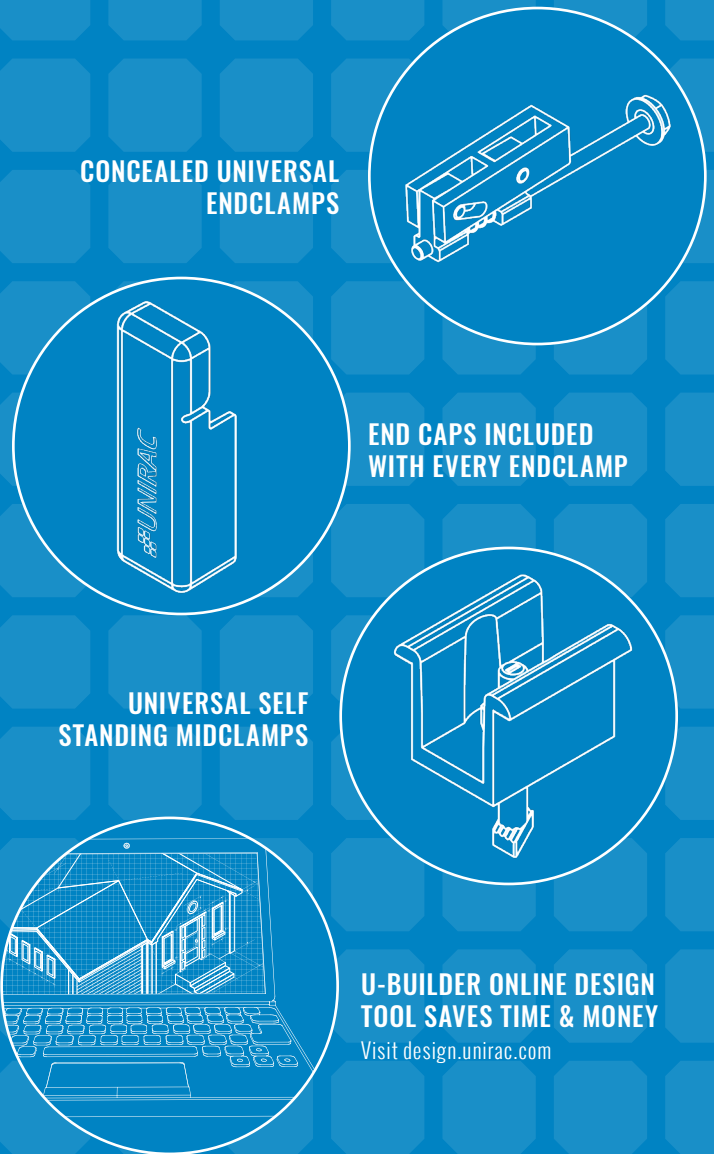 CONCEALED UNIVERSAL
ENDCLAMPS
UNIRAC
END CAPS INCLUDED
WITH EVERY ENDCLAMP
UNIVERSAL SELF
STANDING MIDCLAMPS
U-BUILDER ONLINE DESIGN
TOOL SAVES TIME & MONEY
Visit design.unirac.com